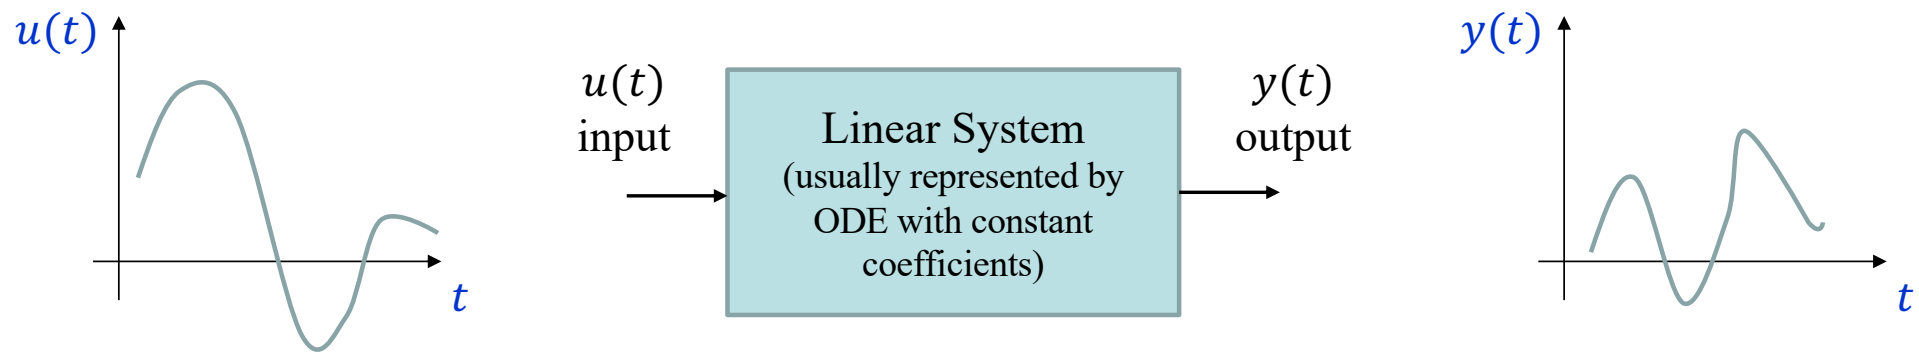 u(t)
t
u(t)
input
Linear System
(usually represented by
ODE with constant
coefficients)
y(t)
output
y(t)
t